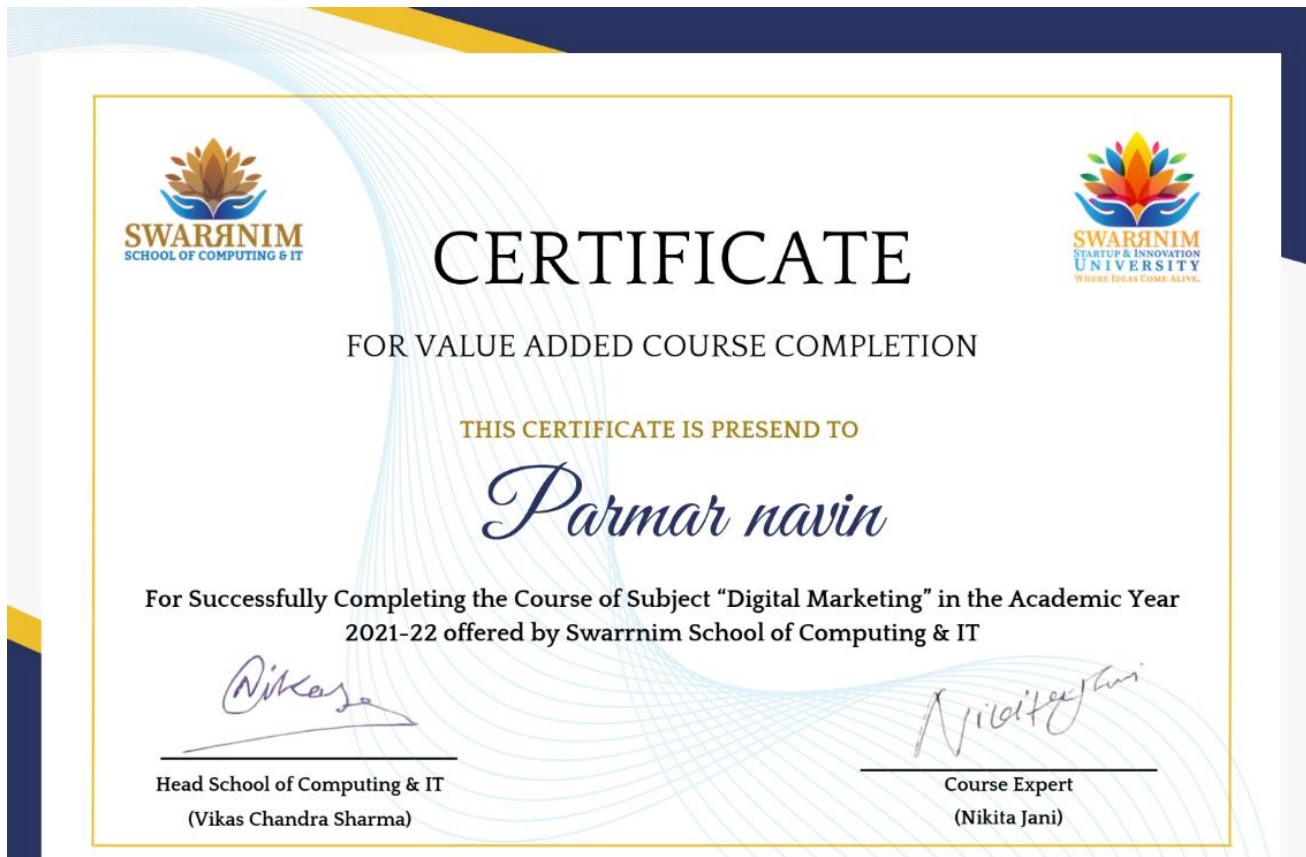 SWARRNIM
SCHOOL OF COMPUTING & IT
SWARRNIM
STARTUP & INNOVATION
UNIVERSITY
WHERE IDEAS COME ALIVE.
CERTIFICATE
FOR VALUE ADDED COURSE COMPLETION
THIS CERTIFICATE IS PRESEND TO
Parmar navin
For Successfully Completing the Course of Subject “Digital Marketing” in the Academic Year
2021-22 offered by Swarrnim School of Computing & IT
Nikita Jani
Head School of Computing & IT
(Vikas Chandra Sharma)
Course Expert
(Nikita Jani)